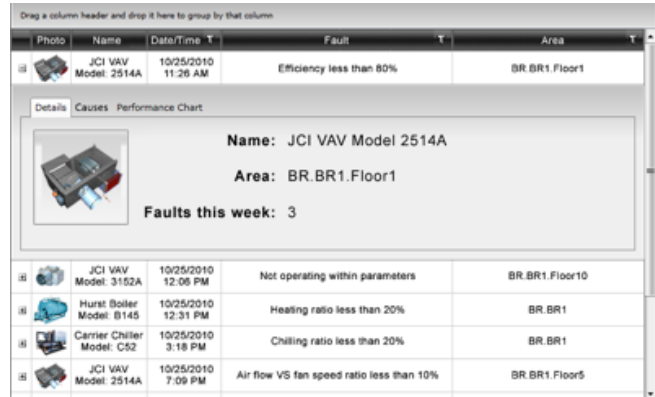 Drag a column header and drop it here to group by that column
Photo Name Date/Time Fault Area
JCI VAV
Model: 2514A
10/25/2010
11:26 AM
Efficiency less than 80%
BR.BR1.Floor1
Details Causes Performance Chart
Name: JCI VAV Model 2514A
Area: BR.BR1.Floor1
Faults this week: 3
JCI VAV
Model: 3152A
10/25/2010
12:06 PM
Not operating within parameters
BR.BR1.Floor10
Hurst Boiler
Model: B145
10/25/2010
12:31 PM
Heating ratio less than 20%
BR.BR1
Carrier Chiller
Model: C52
10/25/2010
3:18 PM
Chilling ratio less than 20%
BR.BR1
JCI VAV
Model: 2514A
10/25/2010
7:09 PM
Air flow VS fan speed ratio less than 10%
BR.BR1.Floor5